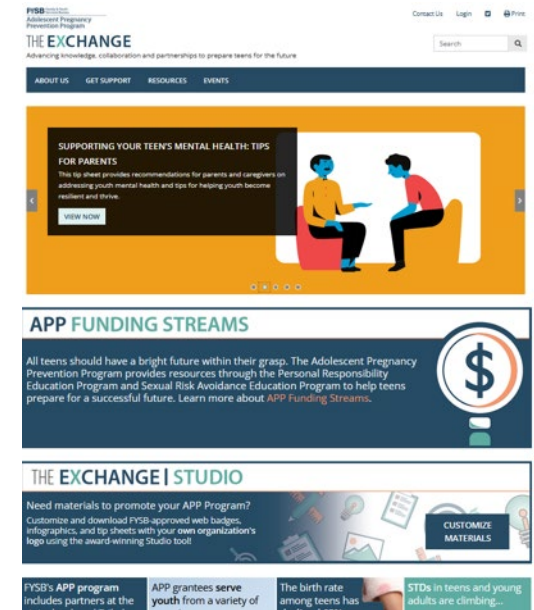 FYSB
Adolescent Pregnancy
Prevention Program
Contact Us Login Print
THE EXCHANGE
Search
Advancing knowledge, collaboration and partnerships to prepare teens for the future
ABOUT US GET SUPPORT RESOURCES EVENTS
SUPPORTING YOUR TEEN'S MENTAL HEALTH: TIPS
FOR PARENTS
This tip sheet provides recommendations for parents and caregivers on
addressing youth mental health and tips for helping youth become
resilient and thrive.
VIEW NOW
APP FUNDING STREAMS
All teens should have a bright future within their grasp. The Adolescent Pregnancy
Prevention Program provides resources through the Personal Responsibility
Education Program and Sexual Risk Avoidance Education Program to help teens
prepare for a successful future. Learn more about APP Funding Streams.
$
THE EXCHANGE | STUDIO
Need materials to promote your APP Program?
Customize and download FYSB-approved web badges,
infographics, and tip sheets with your own organization's
logo using the award-winning Studio tool!
CUSTOMIZE
MATERIALS
FYSB's APP program
includes partners at the
APP grantees serve
youth from a variety of
The birth rate
among teens has
STDs in teens and young
adults are climbing...